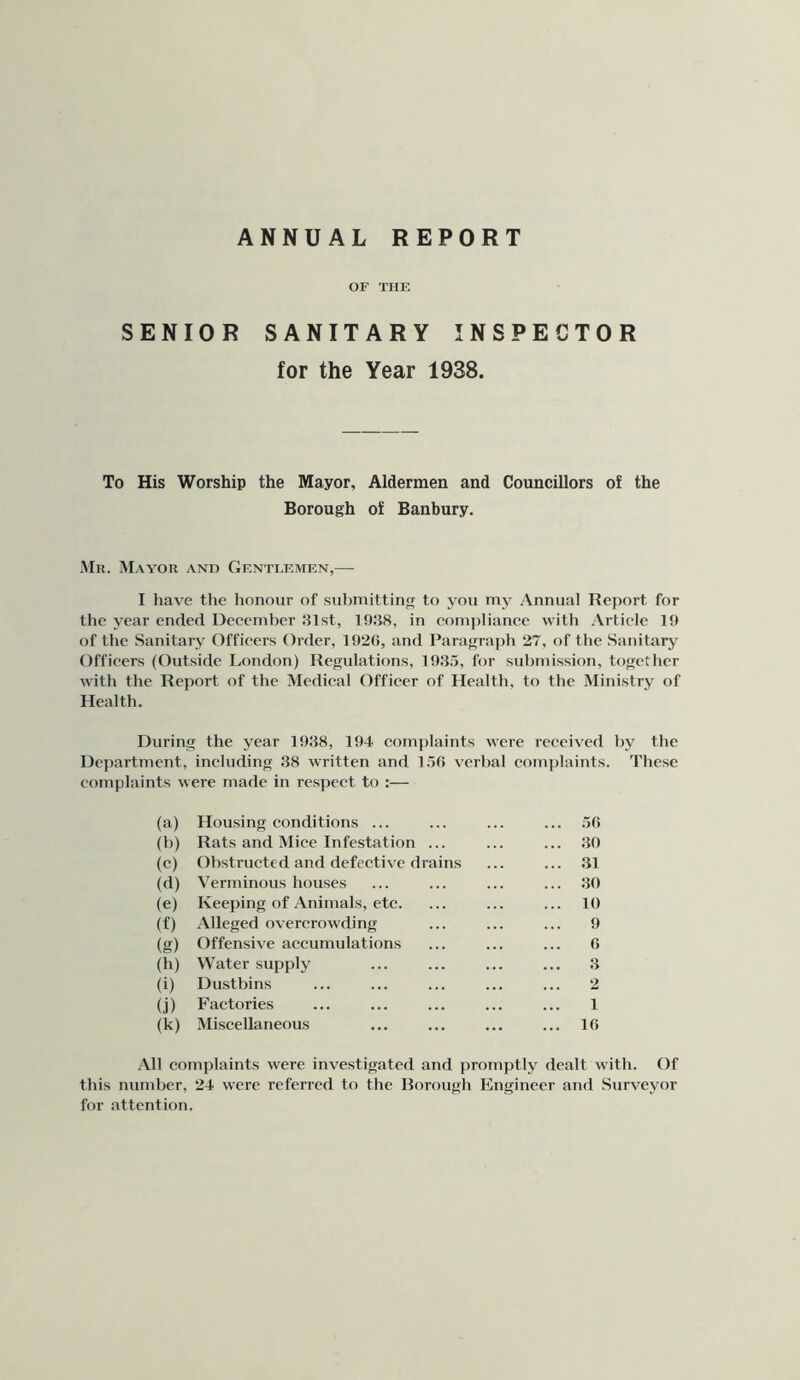 ANNUAL REPORT
OF THE
SENIOR SANITARY INSPECTOR
for the Year 1938.
To His Worship the Mayor, Aldermen and Councillors of the
Borough of Banbury.
Mr. Mayor and Gentlemen,—
I have the honour of submitting to you my Annual Report for
the year ended December 31st, 1938, in compliance with Article 19
of the Sanitary Officers Order, 1926, and Paragraph 27, of the Sanitary
Officers (Outside London) Regulations, 1935, for submission, together
with the Report of the Medical Officer of Health, to the Ministry of
Health.
During the year 1938, 194 complaints were received by the
Department, including 38 written and 156 verbal complaints. These
complaints were made in respect to :—
(a) Housing conditions ... ... ... ... 56
(b) Rats and Mice Infestation ... ... ... 30
(c) Obstructed and defective drains ... ... 31
(d) Verminous houses ... ... ... ... 30
(e) Keeping of Animals, etc. ... ... ... 10
(f) Alleged overcrowding ... ... ... 9
(g) Offensive accumulations ... ... ... 6
(h) Water supply ... ... ... ... 3
(i) Dustbins ... ... ... ... ... 2
(j) Factories ... ... ... ... ... 1
(k) Miscellaneous ... ... ... ... 16
All complaints were investigated and promptly dealt with. Of
this number, 24 were referred to the Borough Engineer and Surveyor
for attention.